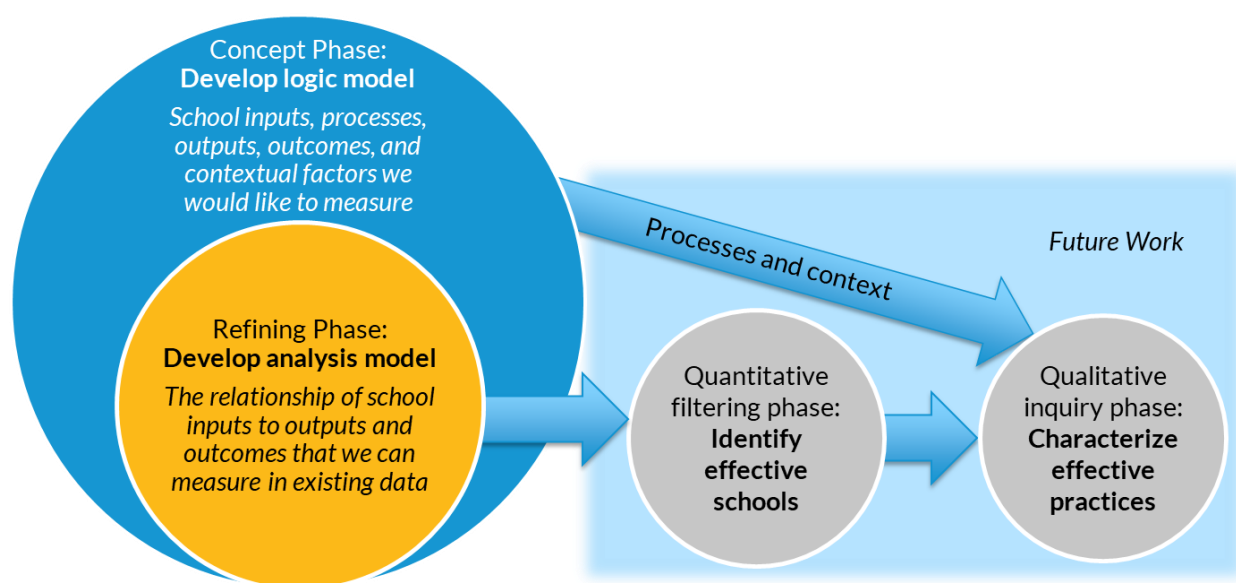 Concept Phase:
Develop logic model
School inputs, processes,
outputs, outcomes, and
contextual factors we
would like to measure
Refining Phase:
Develop analysis model
The relationship of school
inputs to outputs and
outcomes that we can
measure in existing data
Processes and context
Future Work
Quantitative
filtering phase:
Identify
effective
schools
Qualitative
inquiry phase:
Characterize
effective
practices